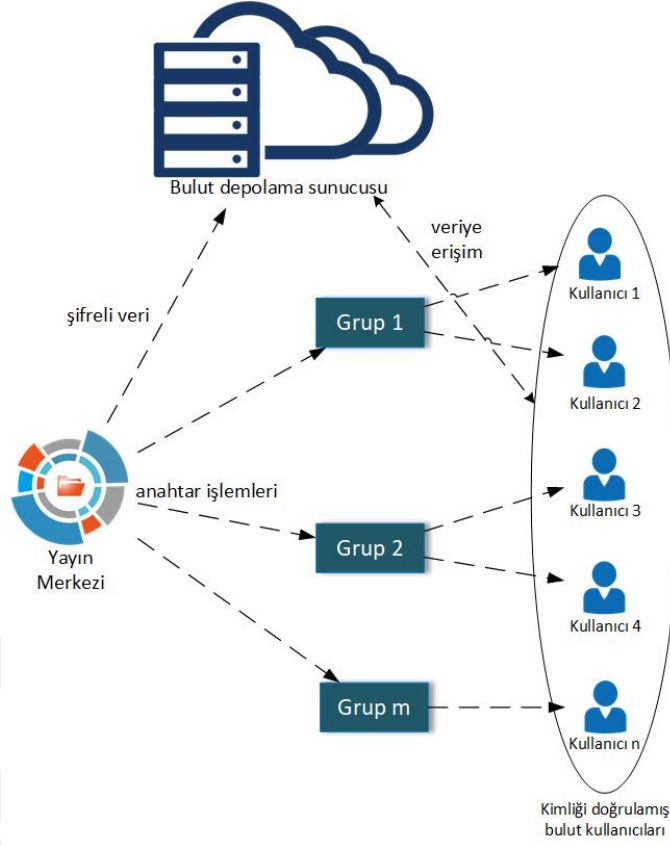 Bulut depolama sunucusu
veriye
erişim
şifreli veri
Grup 1
Kullanıcı 1
Kullanıcı 2
anahtar işlemleri
Yayın
Merkezi
Grup 2
Kullanıcı 3
Kullanıcı 4
Grup m
Kullanıcı n
Kimliği doğrulamış
bulut kullanıcıları